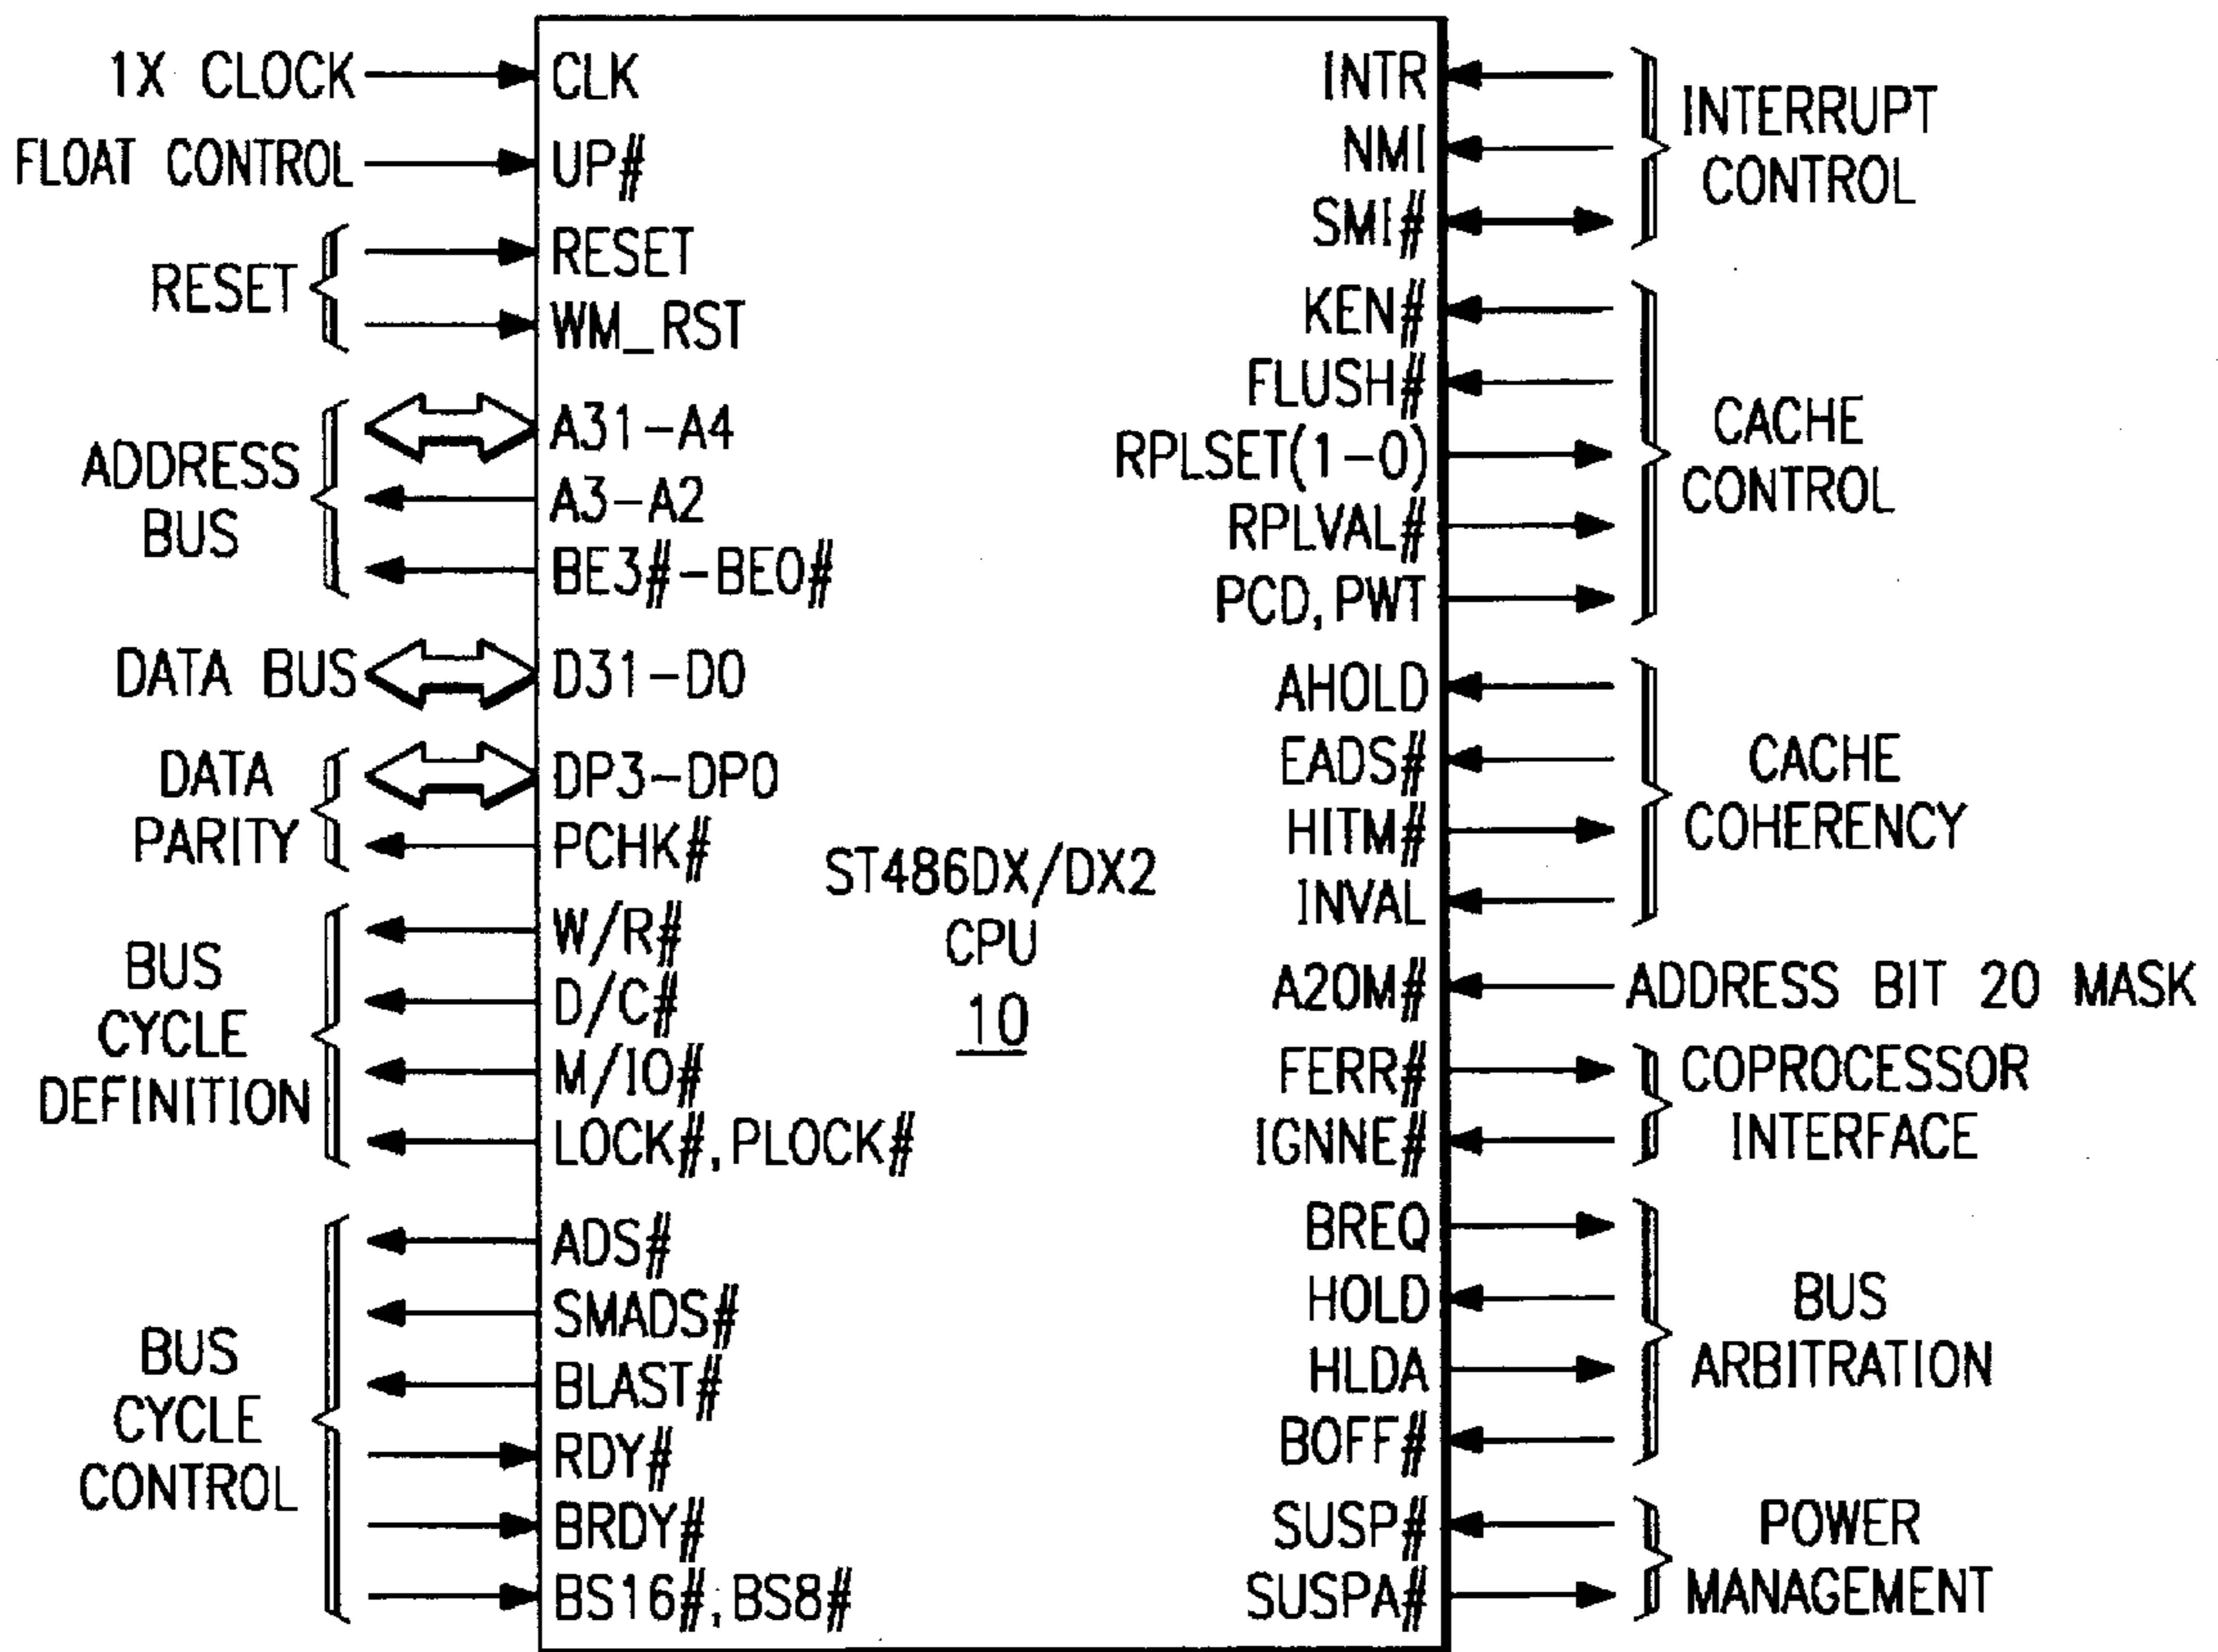 1X CLOCK
FLOAT CONTROL
RESET
ADDRESS
BUS
DATA BUS
DATA
PARITY
BUS
CYCLE
DEFINITION
BUS
CYCLE
CONTROL
CLK
UP#
RESET
WM_RST
A31-A4
A3-A2
BE3#-BE0#
D31-D0
DP3-DP0
PCHK#
W/R#
D/C#
M/IO#
LOCK#,PLOCK#
ADS#
SMADS#
BLAST#
RDY#
BRDY#
BS16#,BS8#
ST486DX/DX2
CPU
10
INTR
NMI
SMI#
KEN#
FLUSH#
RPLSET(1-0)
RPLVAL#
PCD,PWT
AHOLD
EADS#
HITM#
INVAL
A20M#
FERR#
IGNNE#
BREQ
HOLD
HLDA
BOFF#
SUSP#
SUSPA#
INTERRUPT
CONTROL
CACHE
CONTROL
CACHE
COHERENCY
ADDRESS BIT 20 MASK
COPROCESSOR
INTERFACE
BUS
ARBITRATION
POWER
MANAGEMENT